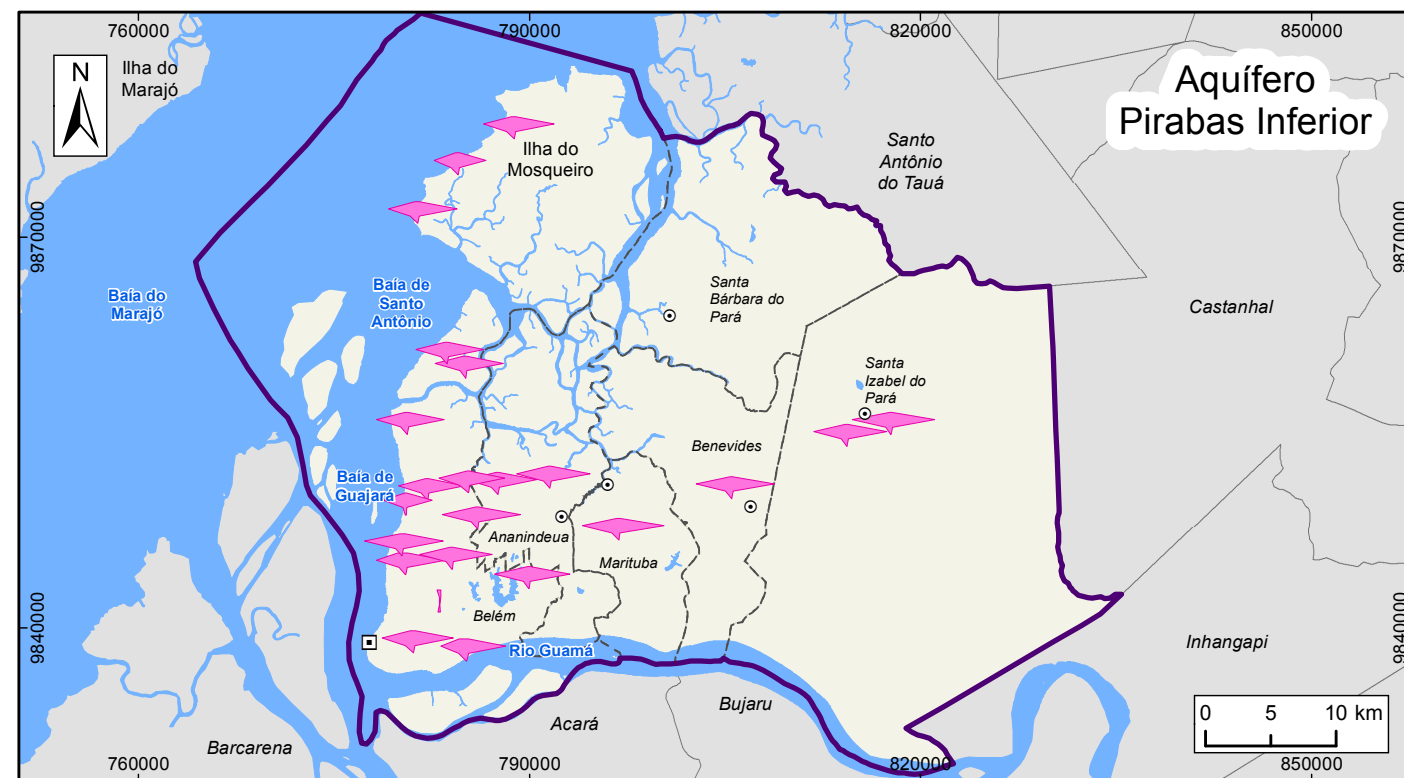 760000
790000
820000
850000
N
Ilha do
Marajó
Aquífero
Pirabas Inferior
Ilha do
Mosqueiro
Santo
Antônio
do Tauá
9870000
9870000
Baía do
Marajó
Baía de
Santo
Antônio
Santa
Bárbara do
Pará
Castanhal
Santa
Izabel do
Pará
Benevides
Baía de
Guajará
Ananindeua
Marituba
Belém
9840000
9840000
Rio Guamá
Inhangapi
Bujaru
Acará
Barcarena
0 5 10 km
760000
790000
820000
850000